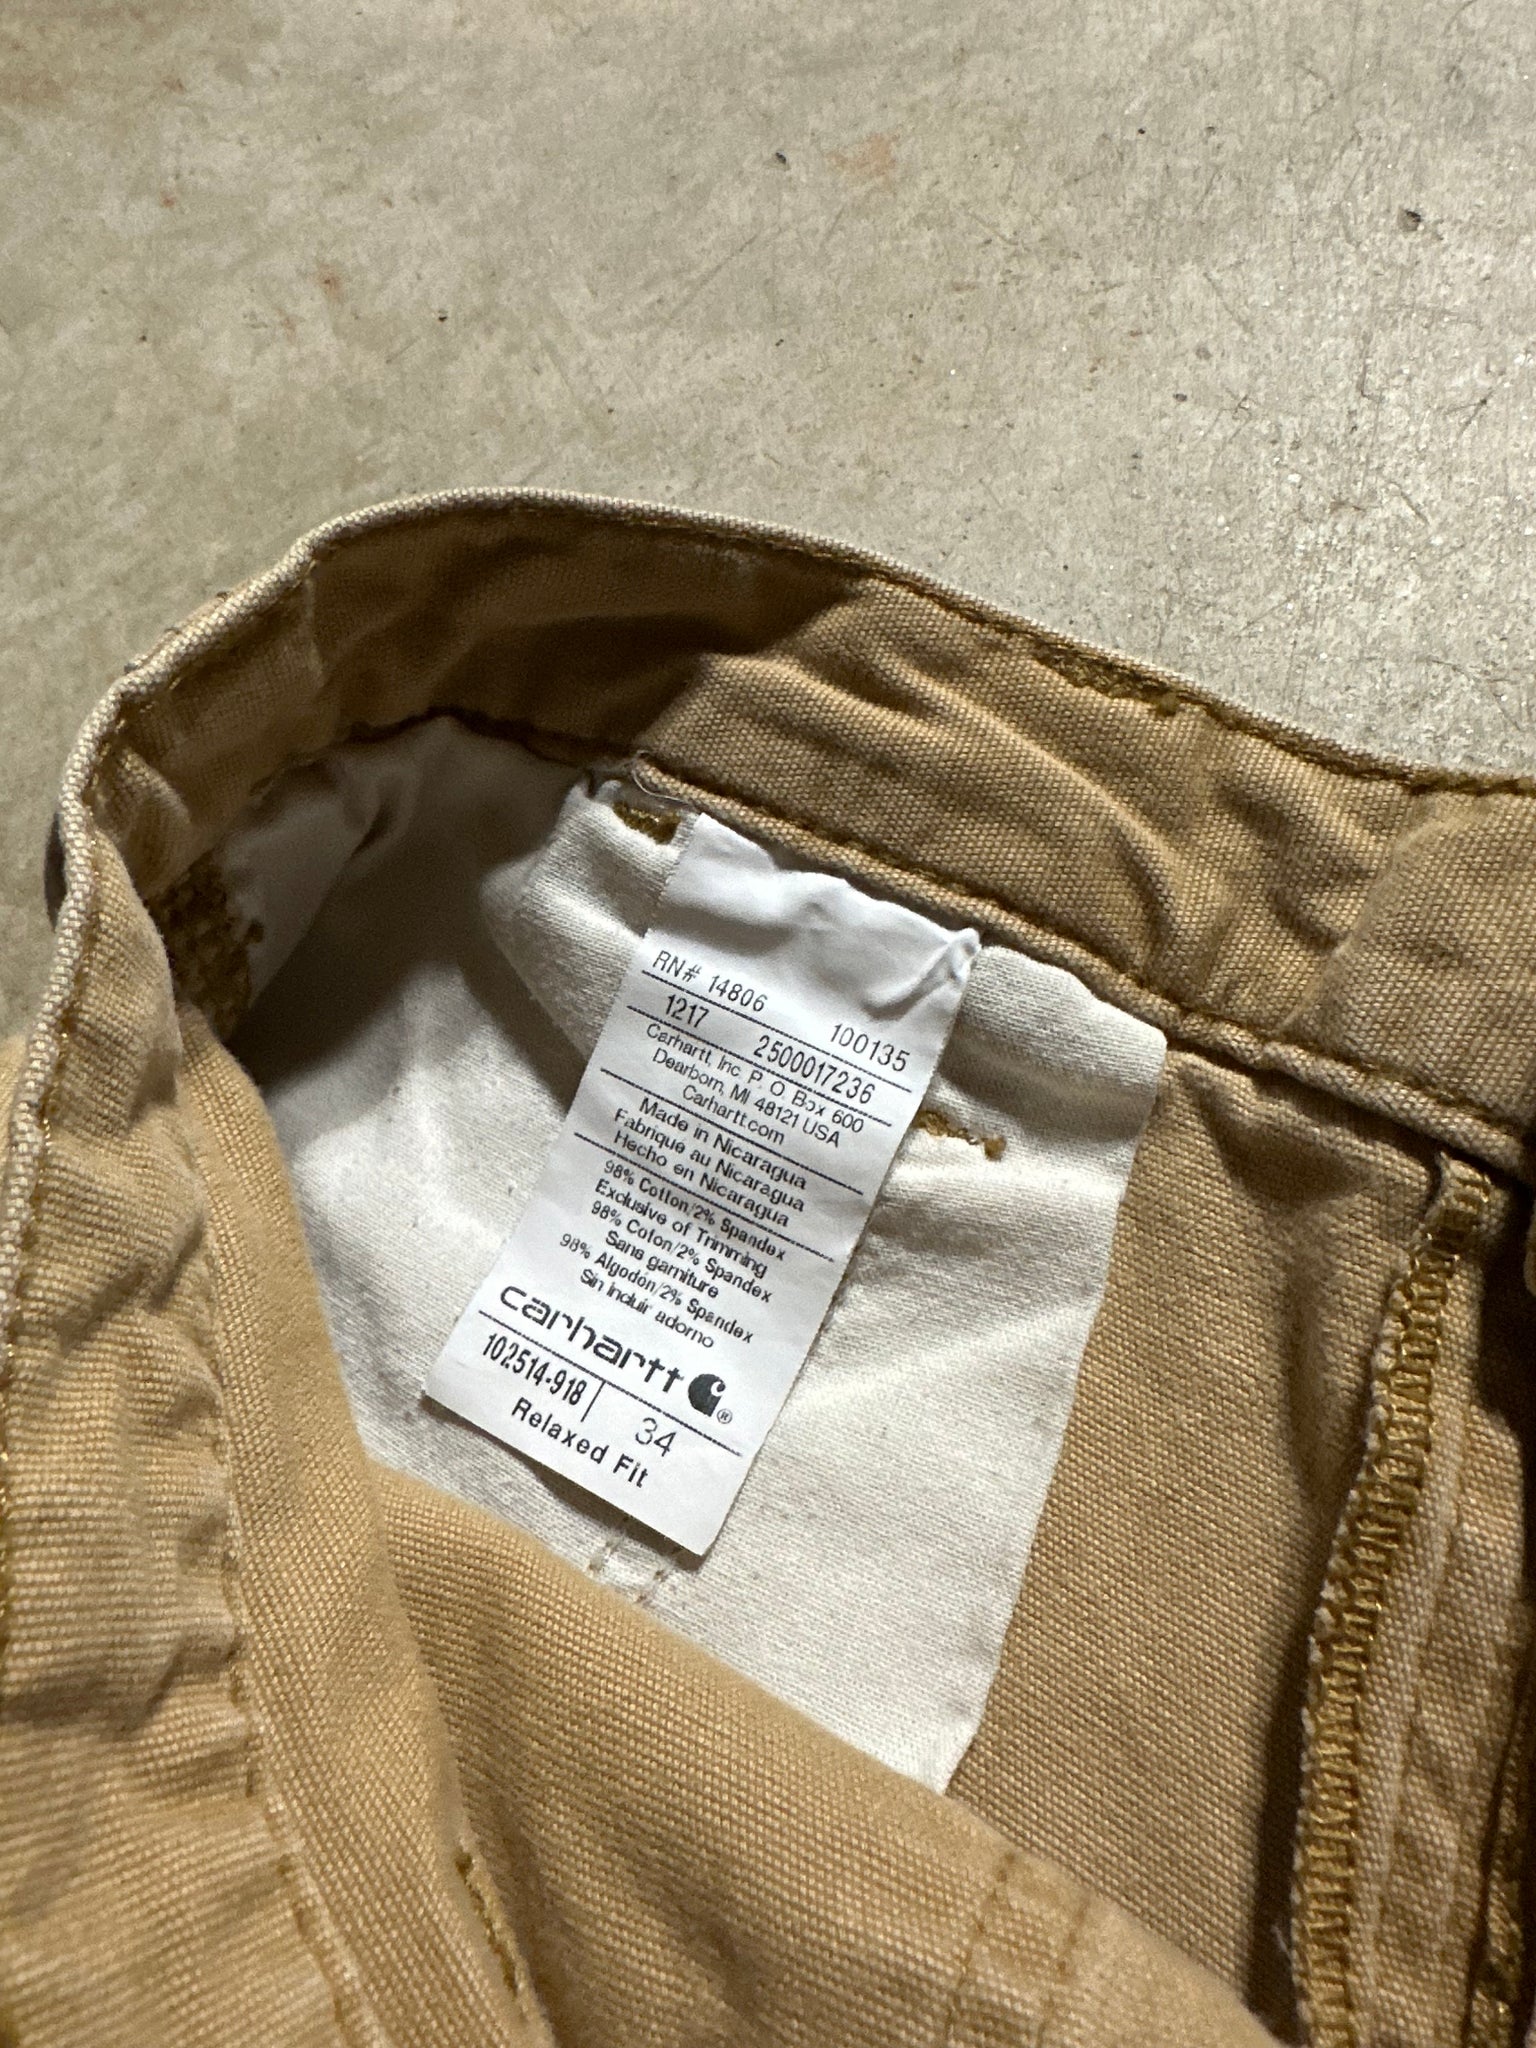 RN# 14806 100135
1217 2500017236
Carhartt, Inc. P. O. Box 600
Dearborn, MI 48121 USA
Carhartt.com
Made in Nicaragua
Fabrique au Nicaragua
Hecho en Nicaragua
98% Cotton/2% Spandex
Exclusive of Trimming
98% Coton/2% Spandex
Sans garniture
98% Algodón/2% Spandex
Sin incluir adorno
carhartt ®
102514-918 34
Relaxed Fit